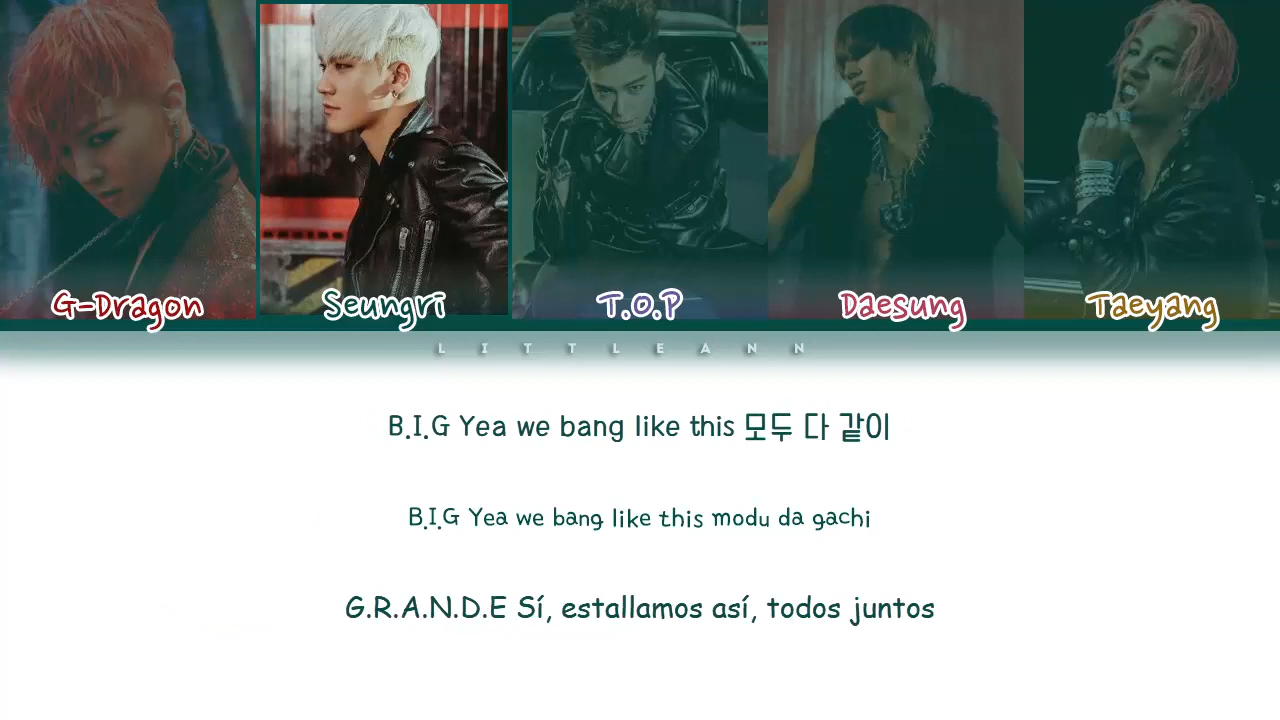 G-Dragon Seungri T.O.P Daesung Taeyang
LITTLEANN
B.I.G Yea we bang like this 모두 다 같이
B.I.G Yea we bang like this modu da gachi
G.R.A.N.D.E Sí, estallamos así, todos juntos